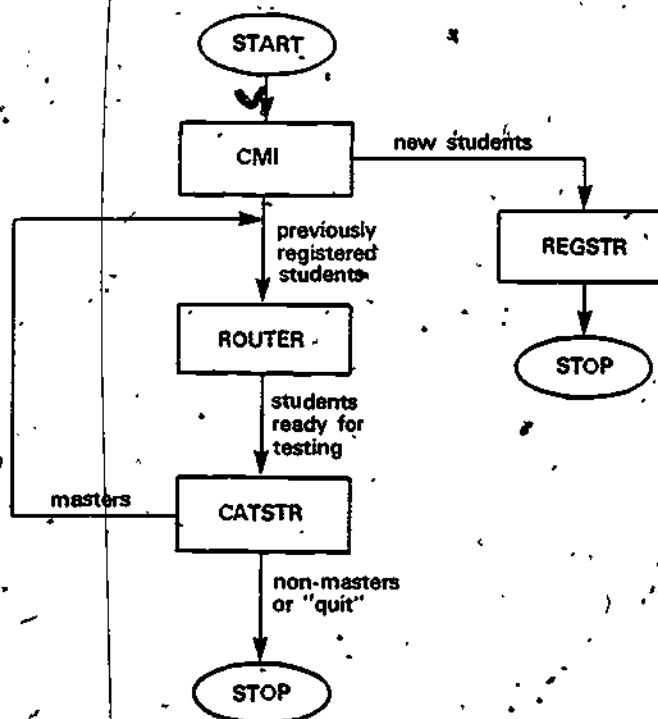 START
CMI
new students
previously
registered
students
REGSTR
ROUTER
STOP
students
ready for
testing
masters
CATSTR
non-masters
or "quit"
STOP